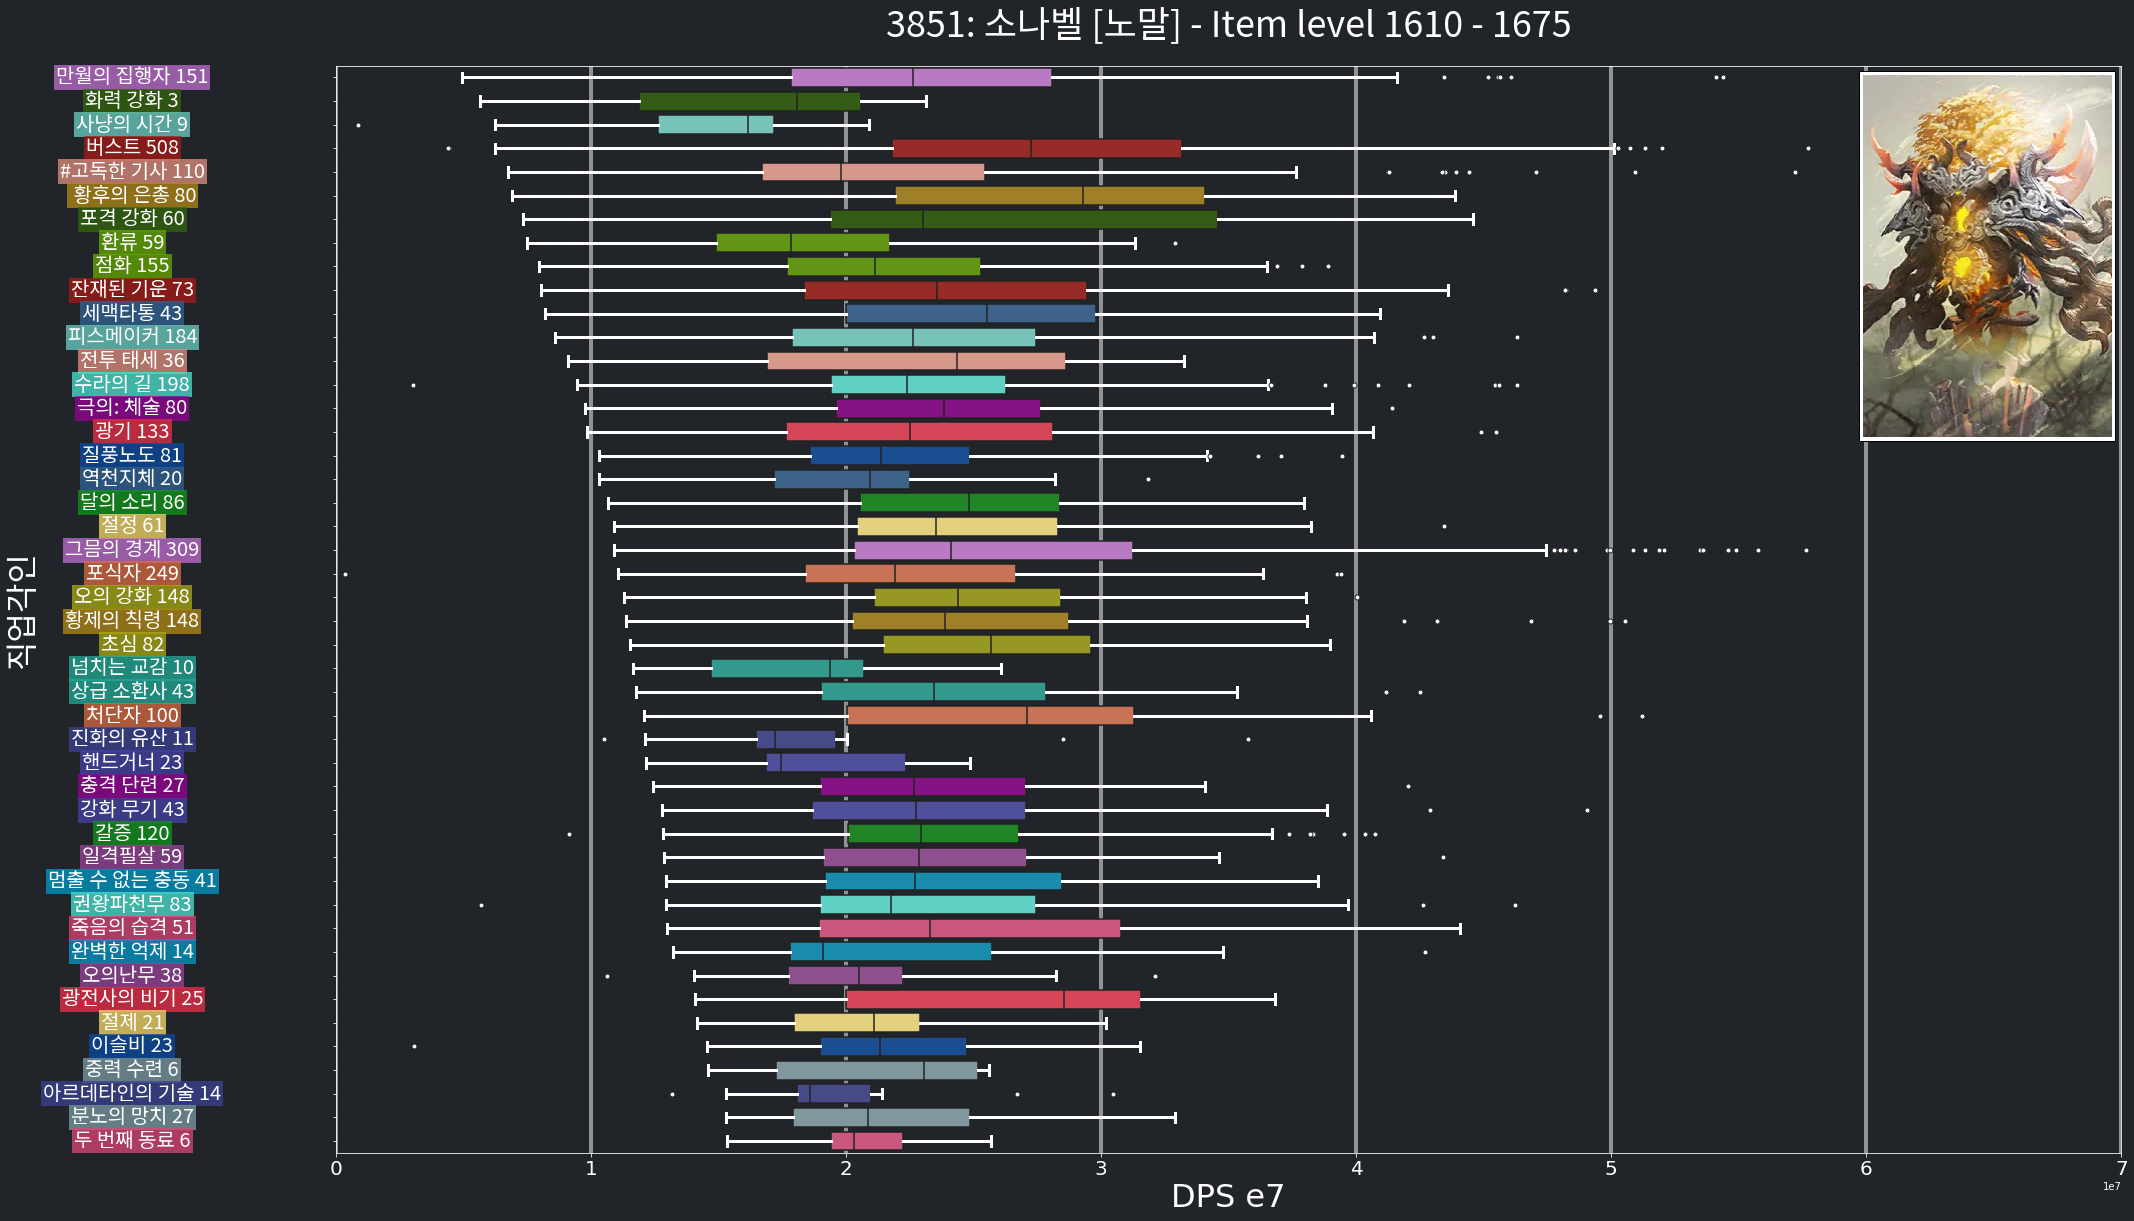 3851: 소나벨 [노말] - Item level 1610 - 1675
만월의 집행자 151
화력 강화 3
사냥의 시간 9
버스트 508
#고독한 기사 110
황후의 은총 80
포격 강화 60
환류 59
점화 155
잔재된 기운 73
세맥타통 43
피스메이커 184
전투 태세 36
수라의 길 198
극의: 체술 80
광기 133
질풍노도 81
역천지체 20
달의 소리 86
절정 61
그믐의 경계 309
포식자 249
오의 강화 148
황제의 칙령 148
초심 82
넘치는 교감 10
상급 소환사 43
처단자 100
진화의 유산 11
핸드거너 23
충격 단련 27
강화 무기 43
갈증 120
일격필살 59
멈출 수 없는 충동 41
권왕파천무 83
죽음의 습격 51
완벽한 억제 14
오의난무 38
광전사의 비기 25
절제 21
이슬비 23
중력 수련 6
아르데타인의 기술 14
분노의 망치 27
두 번째 동료 6
직업각인
0 1 2 3 4 5 6 7
1e7
DPS e7